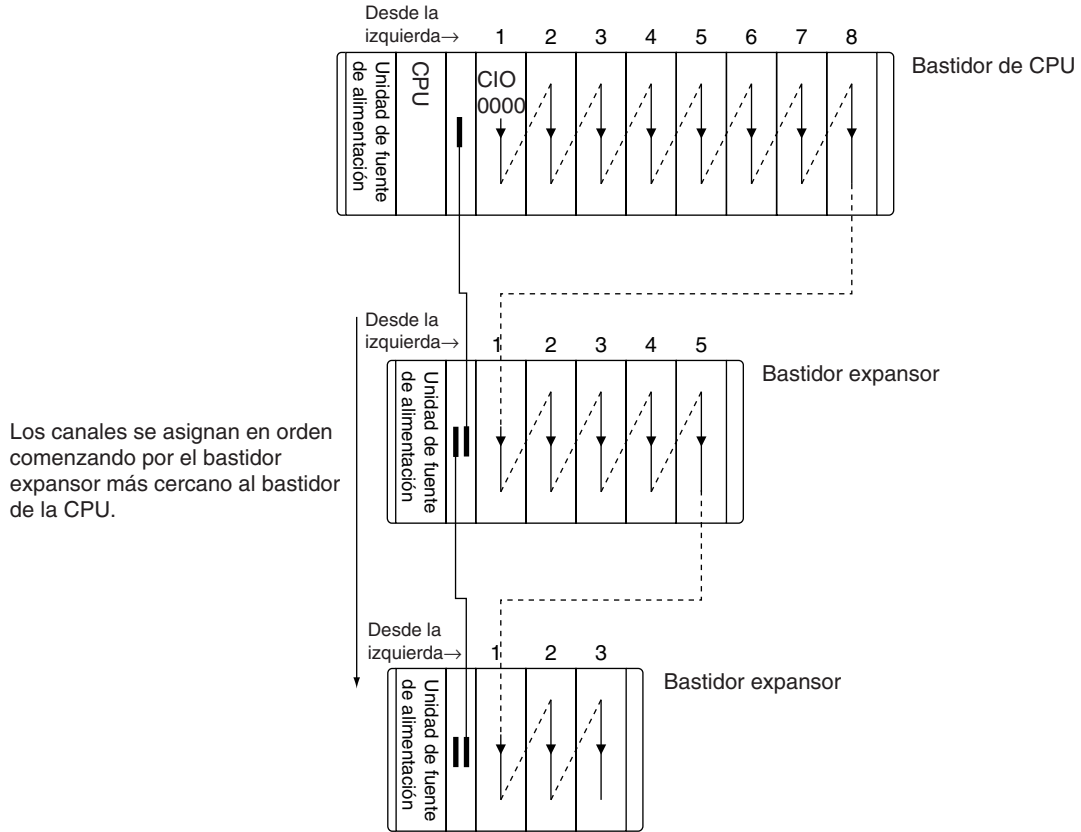 Desde la
izquierda→ 1 2 3 4 5 6 7 8
Bastidor de CPU
Unidad de fuente
de alimentación
CPU
CIO
0000
Desde la
izquierda→ 1 2 3 4 5
Bastidor expansor
Unidad de fuente
de alimentación
Los canales se asignan en orden
comenzando por el bastidor
expansor más cercano al bastidor
de la CPU.
Desde la
izquierda→ 1 2 3
Bastidor expansor
Unidad de fuente
de alimentación